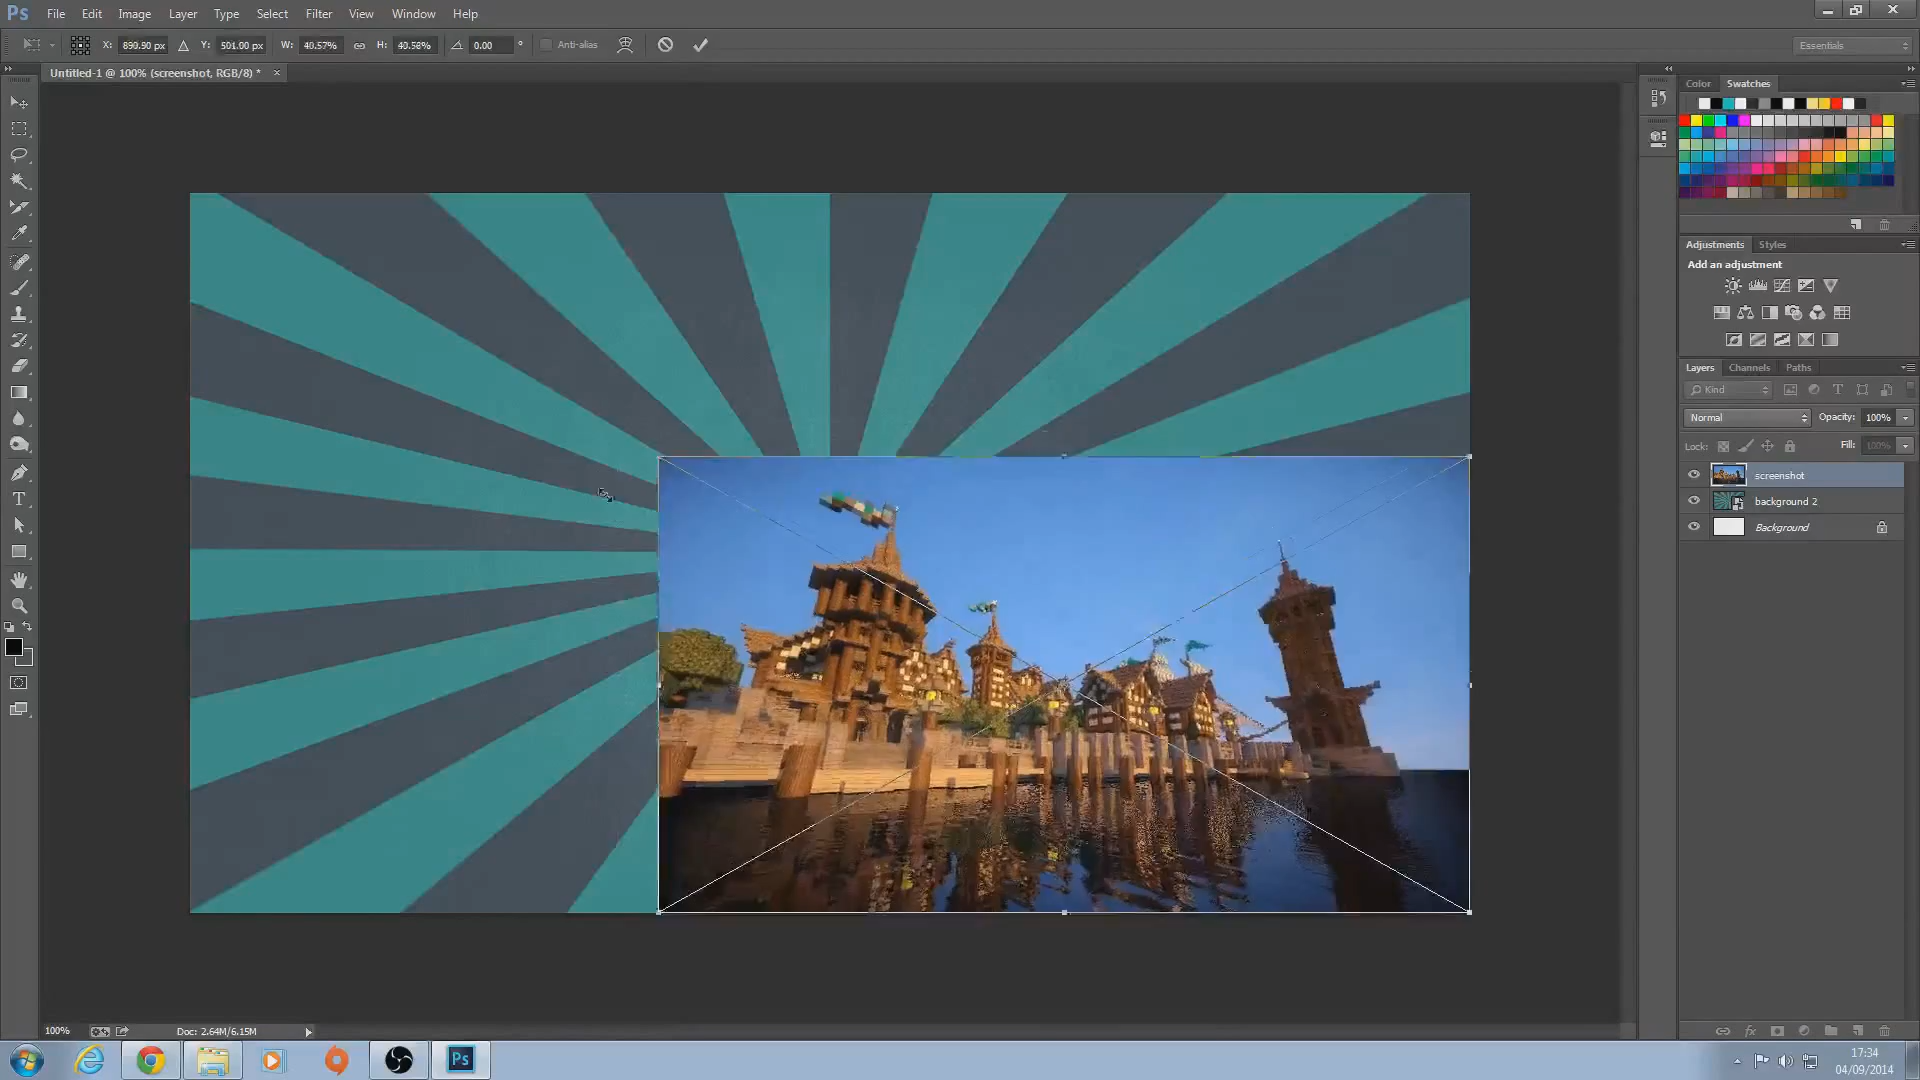 Ps File Edit Image Layer Type Select Filter View Window Help
X: 890.90 px Y: 501.00 px W: 40.57% H: 40.56% 0.00 ° Anti-alias Essentials
Untitled-1 @ 100% (screenshot, RGB/8) * ×
Color Swatches
Adjustments Styles
Add an adjustment
Layers Channels Paths
Kind
Normal Opacity: 100%
Lock: Fill: 100%
screenshot
background 2
Background
100% Doc: 2.64M/6.15M
Ps
17:34
04/09/2014